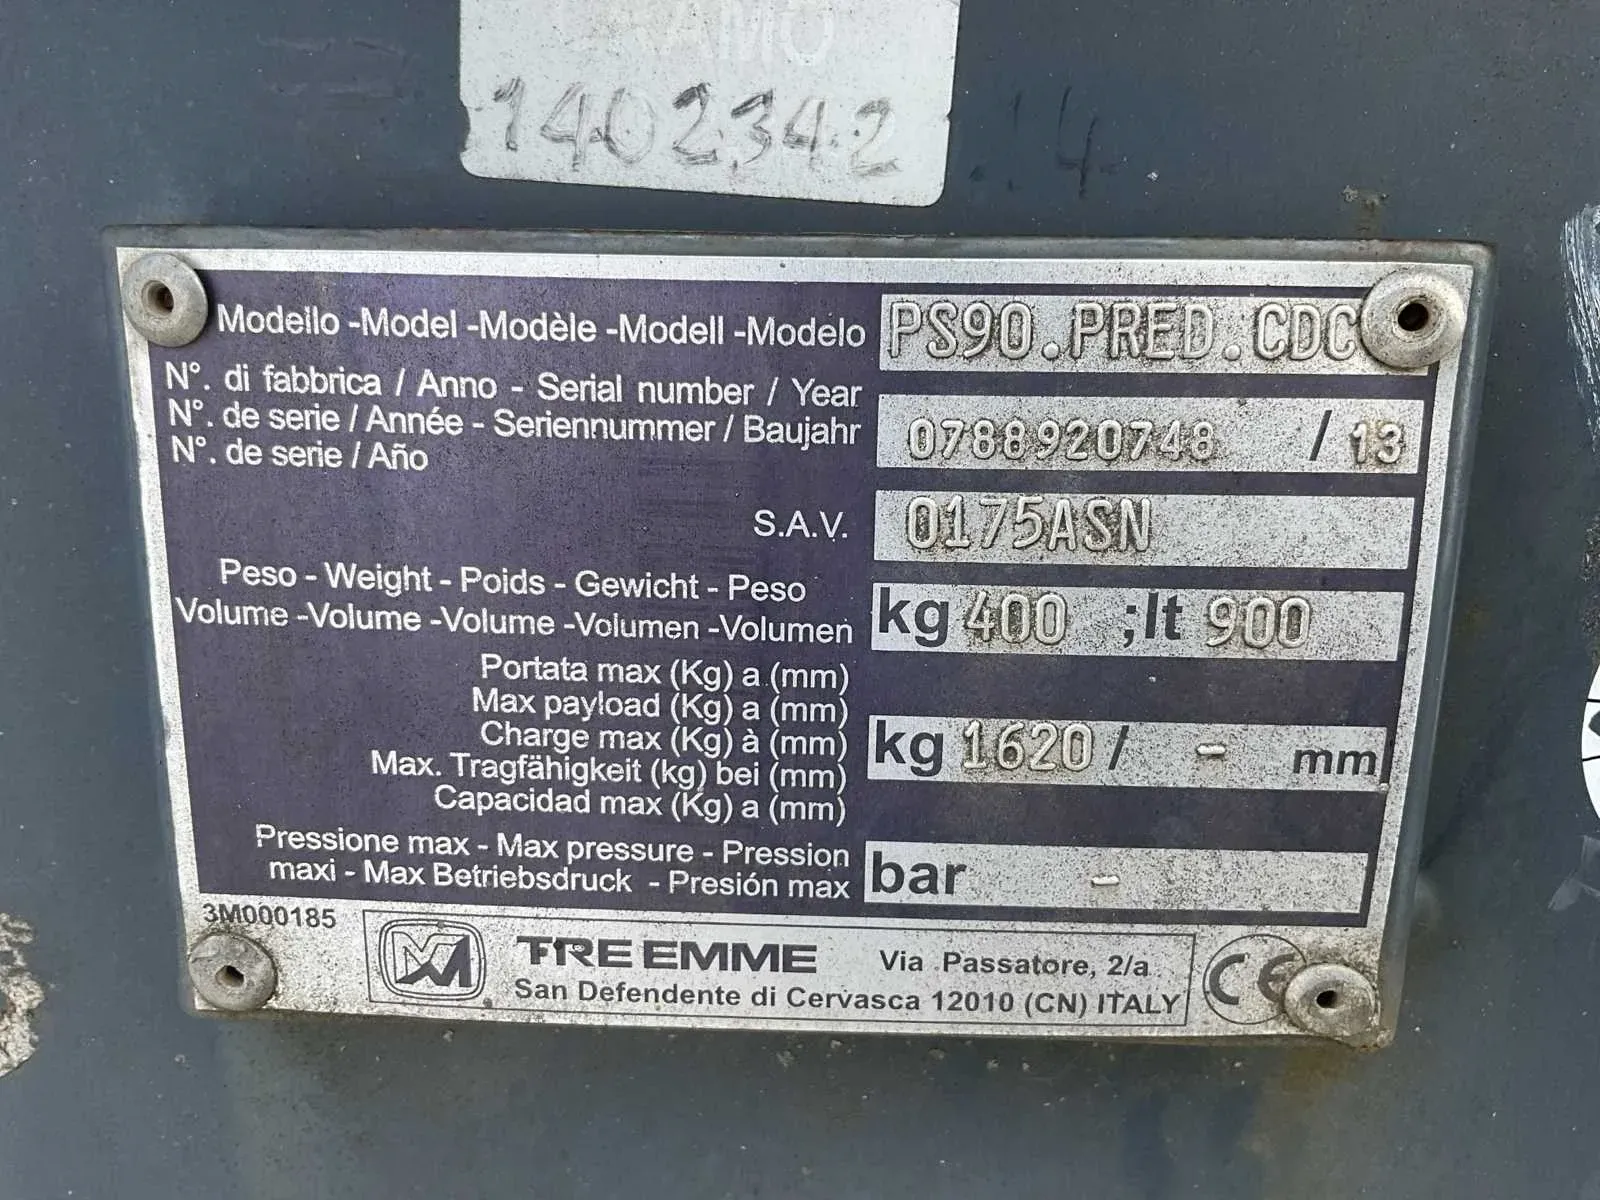 1402342
14
Modello -Model -Modèle -Modell -Modelo PS90.PRED.CDC
N°. di fabbrica / Anno - Serial number / Year
N°. de serie / Année - Seriennummer / Baujahr 0788920748 / 13
N°. de serie / Año
S.A.V. 0175ASN
Peso - Weight - Poids - Gewicht - Peso
Volume -Volume -Volume -Volumen -Volumen kg 400 ;lt 900
Portata max (Kg) a (mm)
Max payload (Kg) a (mm)
Charge max (Kg) à (mm) kg 1620 / - mm
Max. Tragfähigkeit (kg) bei (mm)
Capacidad max (Kg) a (mm)
Pressione max - Max pressure - Pression
maxi - Max Betriebsdruck - Presión max bar -
3M000185
TRE EMME Via Passatore, 2/a
San Defendente di Cervasca 12010 (CN) ITALY
CE